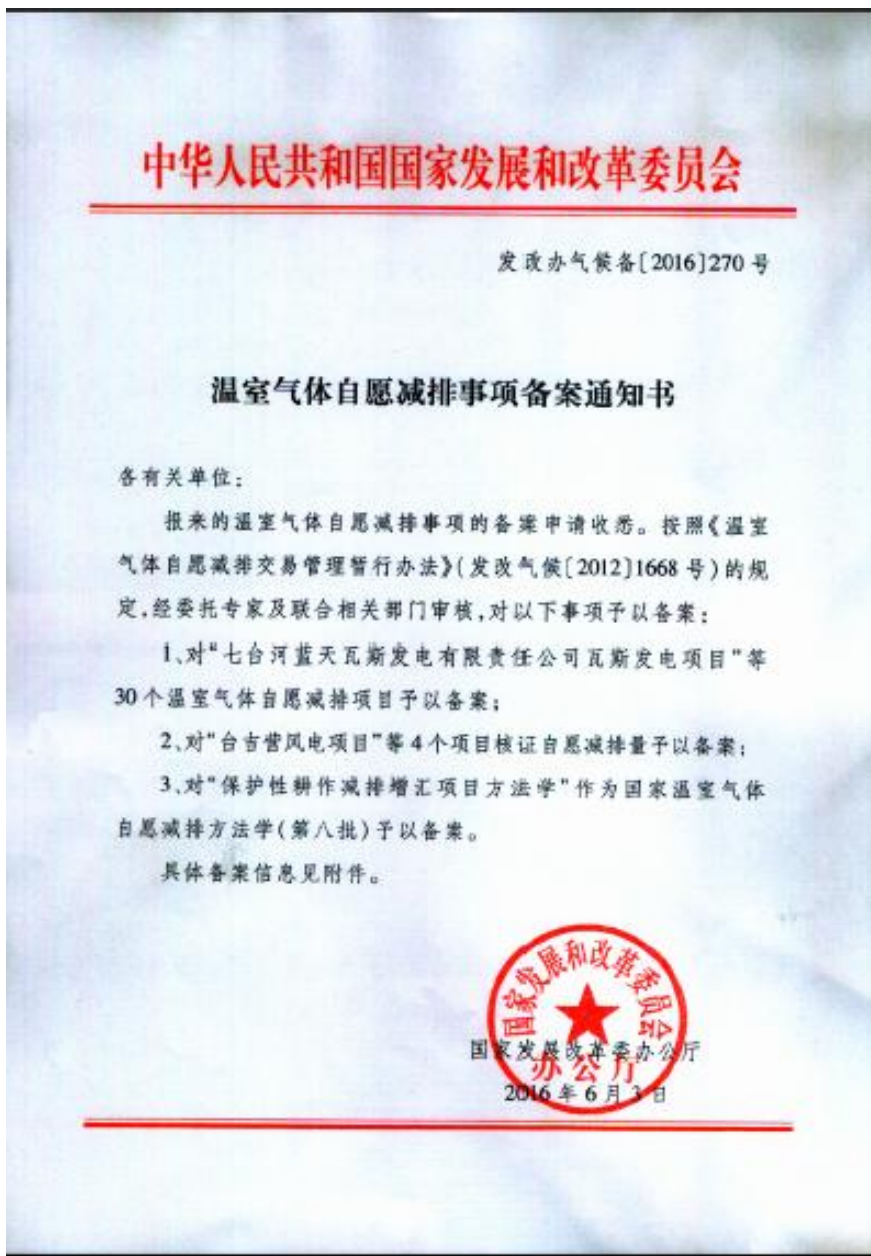 中华人民共和国国家发展和改革委员会
发改办气候备[2016]270 号
温室气体自愿减排事项备案通知书
各有关单位：
报来的温室气体自愿减排事项的备案申请收悉。按照《温室
气体自愿减排交易管理暂行办法》(发改气候[2012]1668 号)的规
定,经委托专家及联合相关部门审核,对以下事项予以备案：
1、对“七台河蓝天瓦斯发电有限责任公司瓦斯发电项目”等
30 个温室气体自愿减排项目予以备案；
2、对“台吉营风电项目”等 4 个项目核证自愿减排量予以备案；
3、对“保护性耕作减排增汇项目方法学”作为国家温室气体
自愿减排方法学(第八批)予以备案。
具体备案信息见附件。
国家发展和改革委员会
国家发展改革委办公厅
办公厅
2016 年 6 月 3 日